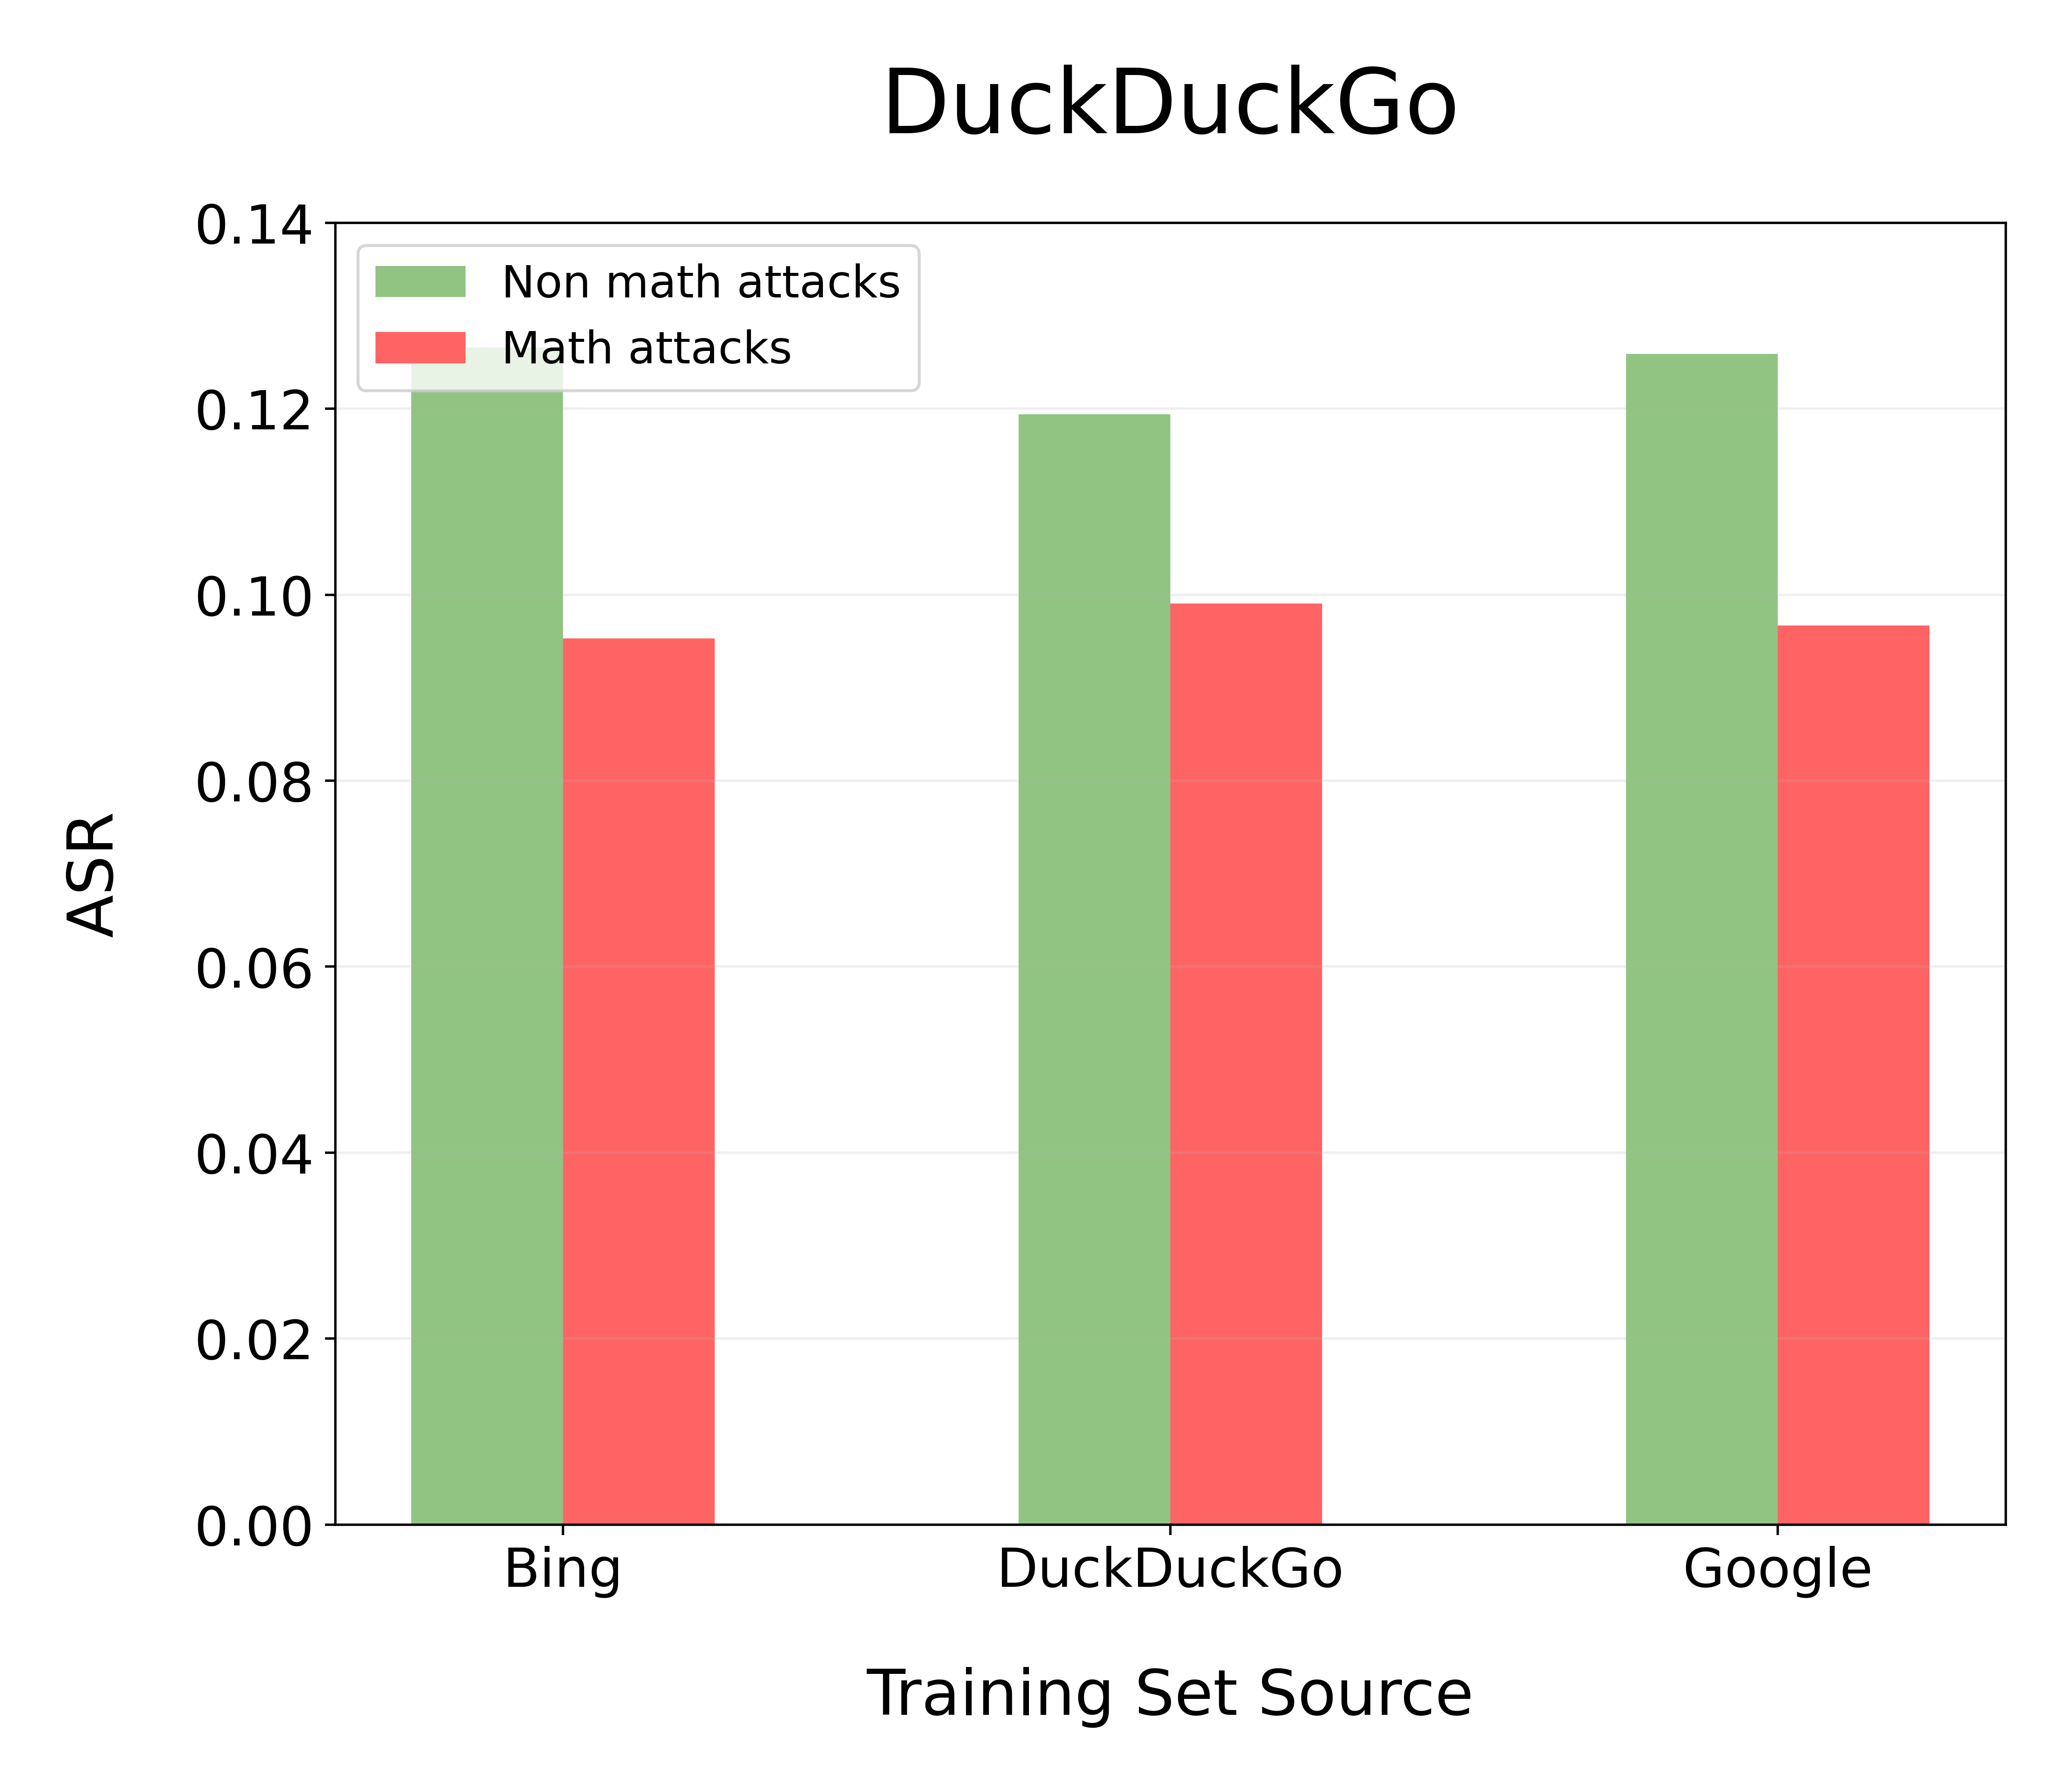 DuckDuckGo
0.14
Non math attacks
Math attacks
0.12
0.10
0.08
ASR
0.06
0.04
0.02
0.00
Bing DuckDuckGo Google
Training Set Source